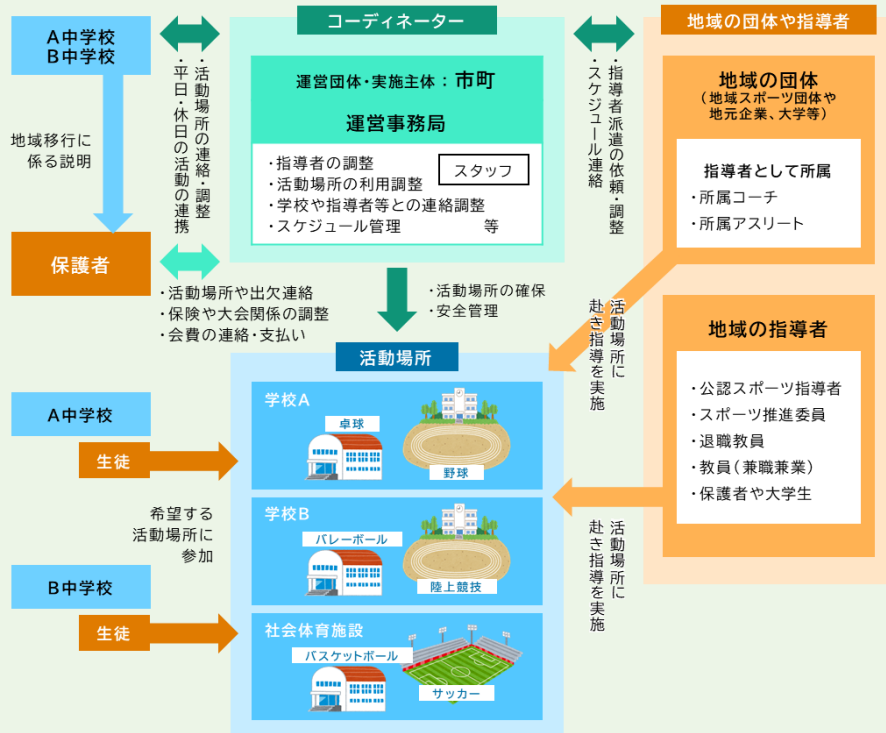 A中学校
B中学校
地域移行に
係る説明
保護者
・活動場所の連絡・調整
・平日・休日の活動の連携
コーディネーター
運営団体・実施主体：市町
運営事務局
スタッフ
・指導者の調整
・活動場所の利用調整
・学校や指導者等との連絡調整
・スケジュール管理　等
・指導者派遣の依頼・調整
・スケジュール連絡
地域の団体や指導者
地域の団体
（地域スポーツ団体や
地元企業、大学等）
指導者として所属
・所属コーチ
・所属アスリート
・活動場所や出欠連絡
・保険や大会関係の調整
・会費の連絡・支払い
・活動場所の確保
・安全管理
活動場所に
赴き指導を実施
地域の指導者
・公認スポーツ指導者
・スポーツ推進委員
・退職教員
・教員（兼職兼業）
・保護者や大学生
活動場所に
赴き指導を実施
A中学校
生徒
希望する
活動場所に
参加
B中学校
生徒
活動場所
学校A
卓球
野球
学校B
バレーボール
陸上競技
社会体育施設
バスケットボール
サッカー